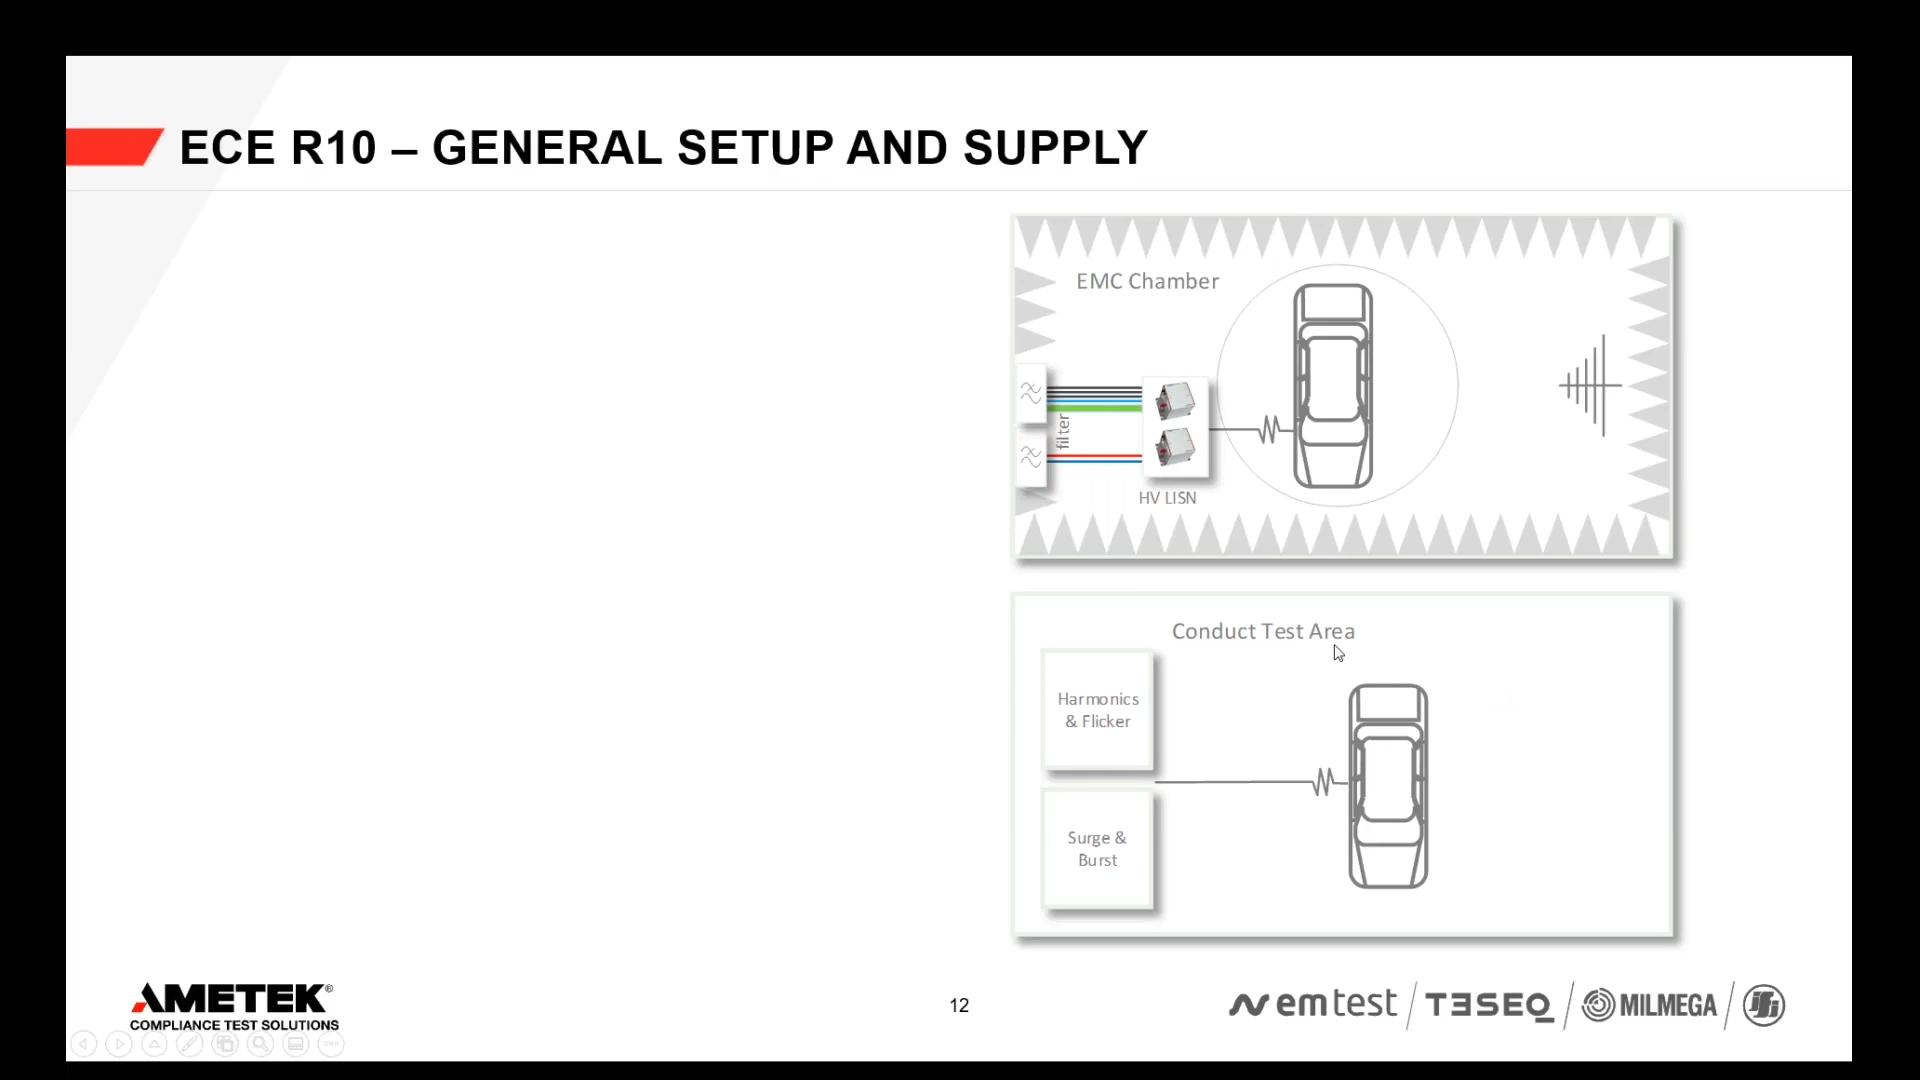 ECE R10 – GENERAL SETUP AND SUPPLY
EMC Chamber
filter
HV LISN
Conduct Test Area
Harmonics
& Flicker
Surge &
Burst
AMETEK®
COMPLIANCE TEST SOLUTIONS
12
emtest
TESEQ
MILMEGA